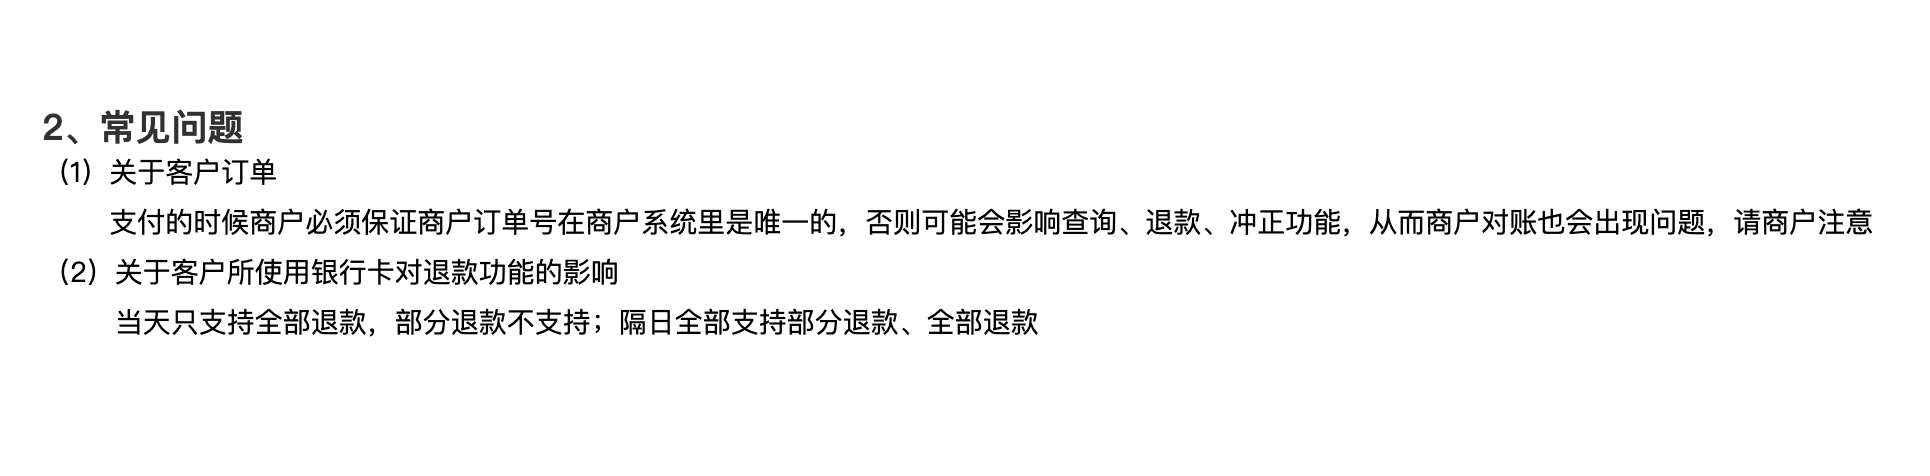 2、常见问题
（1）关于客户订单
支付的时候商户必须保证商户订单号在商户系统里是唯一的，否则可能会影响查询、退款、冲正功能，从而商户对账也会出现问题，请商户注意
（2）关于客户所使用银行卡对退款功能的影响
当天只支持全部退款，部分退款不支持；隔日全部支持部分退款、全部退款